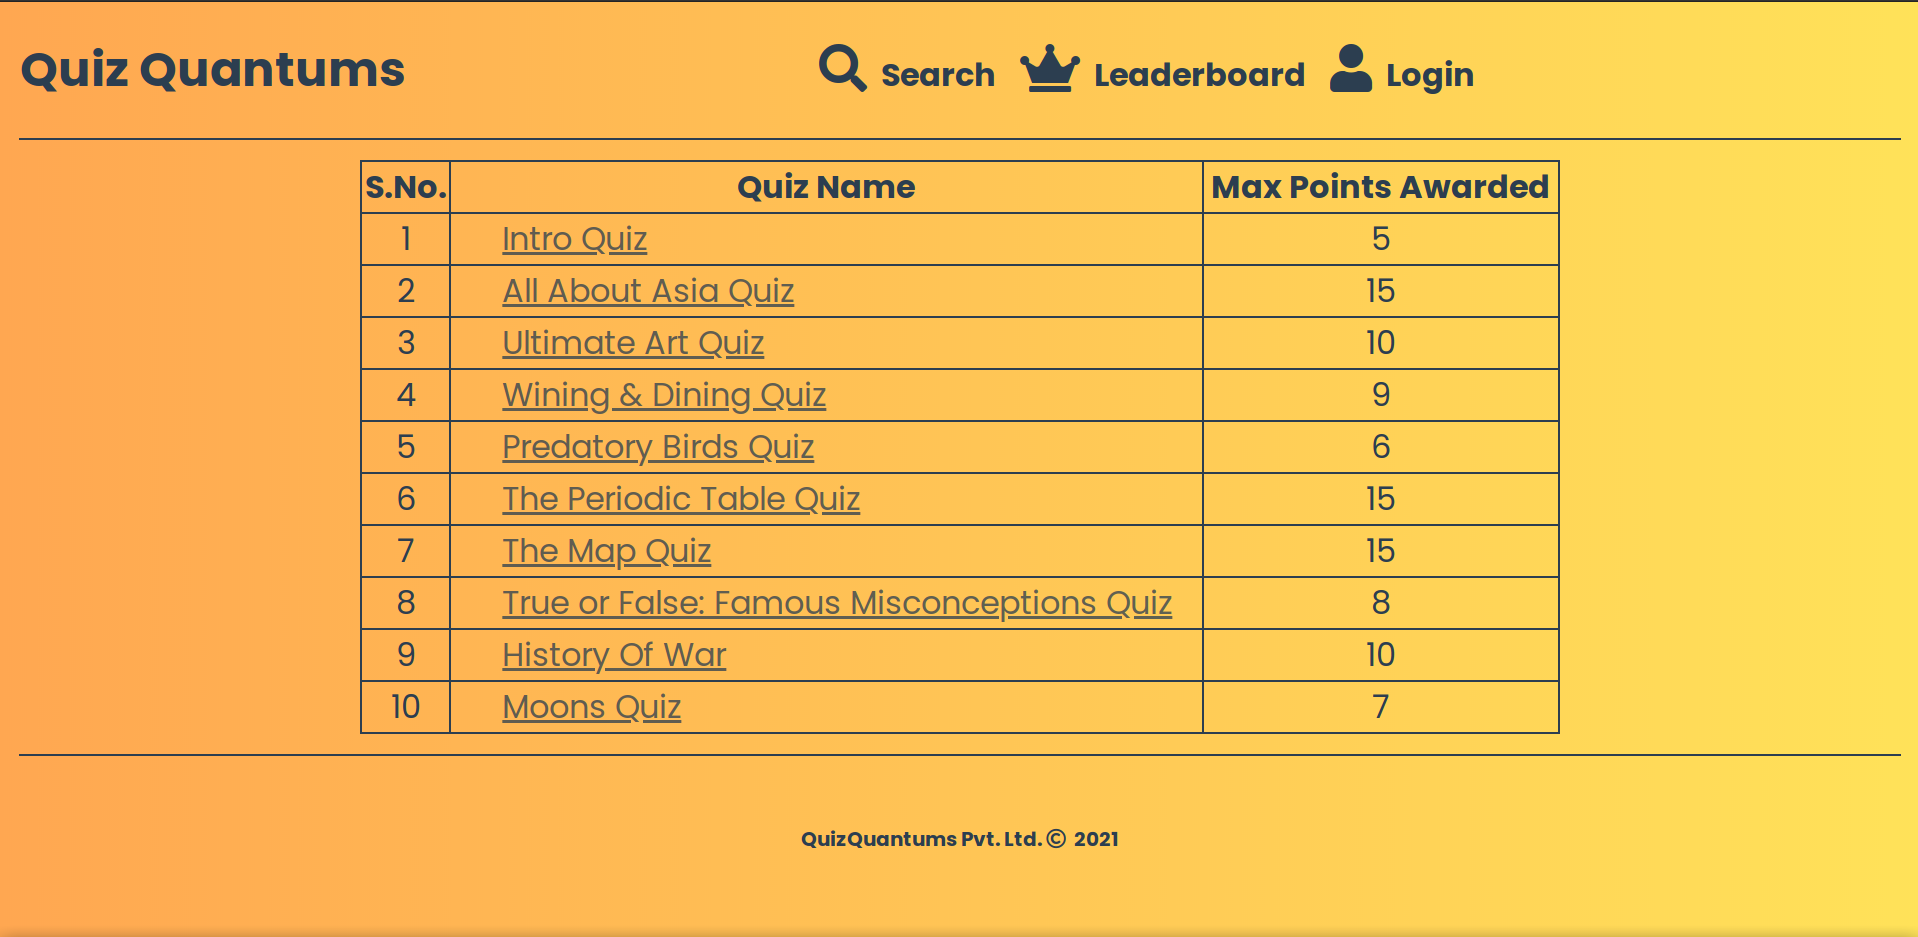 Quiz Quantums Search Leaderboard Login
S.No. Quiz Name Max Points Awarded
1 Intro Quiz 5
2 All About Asia Quiz 15
3 Ultimate Art Quiz 10
4 Wining & Dining Quiz 9
5 Predatory Birds Quiz 6
6 The Periodic Table Quiz 15
7 The Map Quiz 15
8 True or False: Famous Misconceptions Quiz 8
9 History Of War 10
10 Moons Quiz 7
QuizQuantums Pvt. Ltd.© 2021